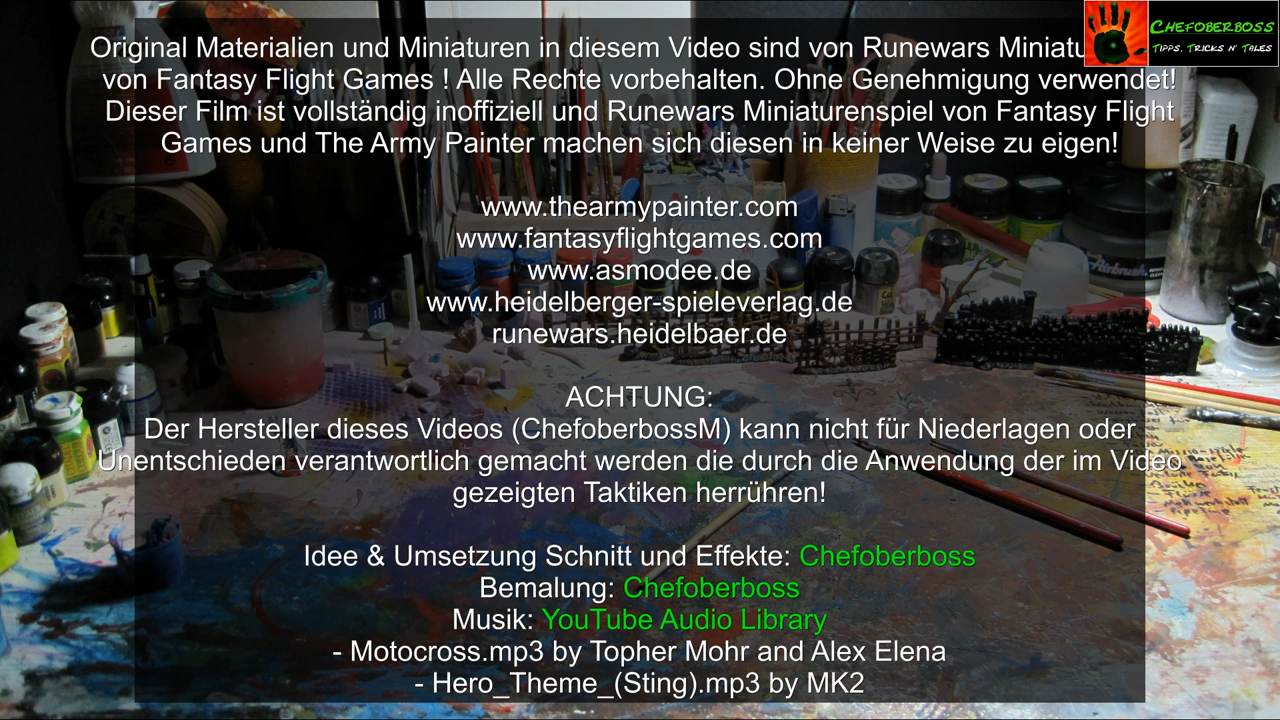 Original Materialien und Miniaturen in diesem Video sind von Runewars
von Fantasy Flight Games ! Alle Rechte vorbehalten. Ohne Genehmigung verwendet!
Dieser Film ist vollständig inoffiziell und Runewars Miniaturenspiel von Fantasy Flight
Games und The Army Painter machen sich diesen in keiner Weise zu eigen!
www.thearmypainter.com
www.fantasyflightgames.com
www.asmodee.de
www.heidelberger-spieleverlag.de
runewars.heidelbaer.de
ACHTUNG:
Der Hersteller dieses Videos (ChefoberbossM) kann nicht für Niederlagen oder
Unentschieden verantwortlich gemacht werden die durch die Anwendung der im Video
gezeigten Taktiken herrühren!
Idee & Umsetzung Schnitt und Effekte: Chefoberboss
Bemalung: Chefoberboss
Musik: YouTube Audio Library
- Motocross.mp3 by Topher Mohr and Alex Elena
- Hero_Theme_(Sting).mp3 by MK2
Chefoberboss
Tipps, Tricks n' Tales
Airbrush